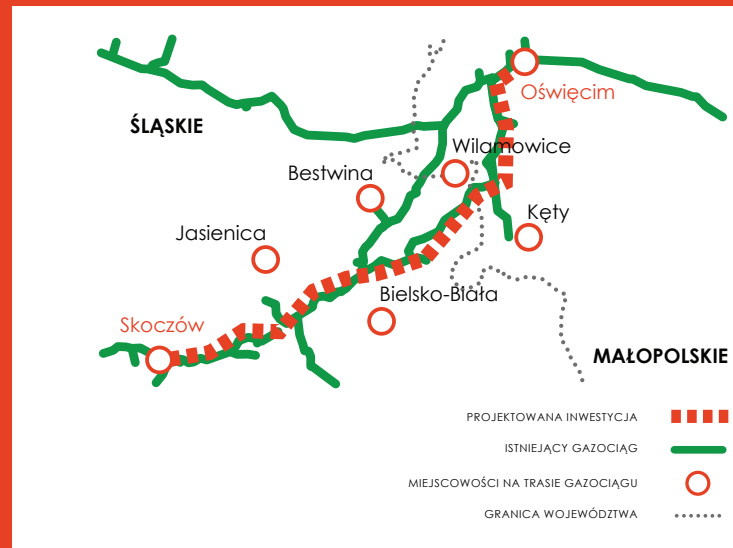 Oświęcim
ŚLĄSKIE
Wilamowice
Bestwina
Kęty
Jasienica
Bielsko-Biała
Skoczów
MAŁOPOLSKIE
PROJEKTOWANA INWESTYCJA
ISTNIEJĄCY GAZOCIĄG
MIEJSCOWOŚCI NA TRASIE GAZOCIĄGU
GRANICA WOJEWÓDZTWA